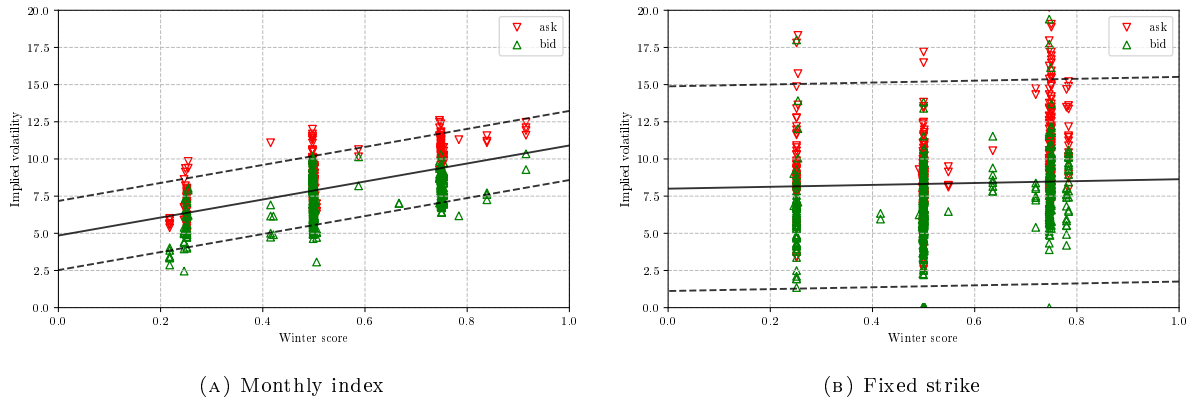 20.0
17.5
15.0
12.5
10.0
7.5
5.0
2.5
0.0
Implied volatility
0.0 0.2 0.4 0.6 0.8 1.0
Winter score
ask
bid
(A) Monthly index
20.0
17.5
15.0
12.5
10.0
7.5
5.0
2.5
0.0
Implied volatility
0.0 0.2 0.4 0.6 0.8 1.0
Winter score
ask
bid
(B) Fixed strike